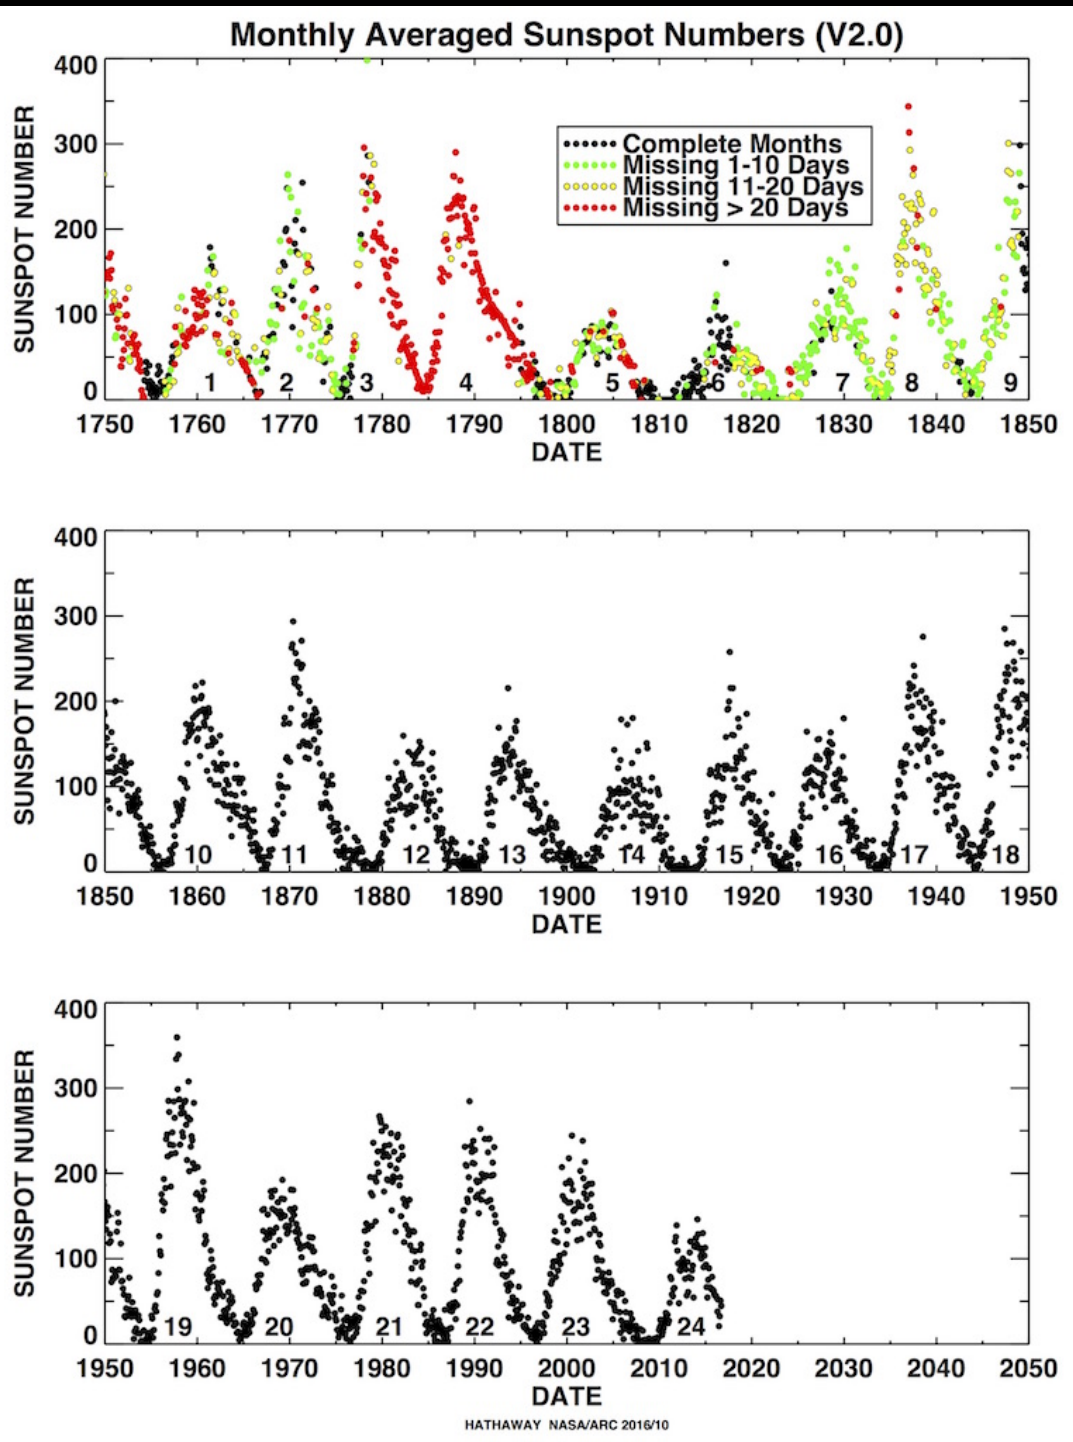 Monthly Averaged Sunspot Numbers (V2.0)
400
300
200
100
0
SUNSPOT NUMBER
Complete Months
Missing 1-10 Days
Missing 11-20 Days
Missing > 20 Days
1 2 3 4 5 6 7 8 9
1750 1760 1770 1780 1790 1800 1810 1820 1830 1840 1850
DATE
400
300
200
100
0
SUNSPOT NUMBER
10 11 12 13 14 15 16 17 18
1850 1860 1870 1880 1890 1900 1910 1920 1930 1940 1950
DATE
400
300
200
100
0
SUNSPOT NUMBER
19 20 21 22 23 24
1950 1960 1970 1980 1990 2000 2010 2020 2030 2040 2050
DATE
HATHAWAY NASA/ARC 2016/10